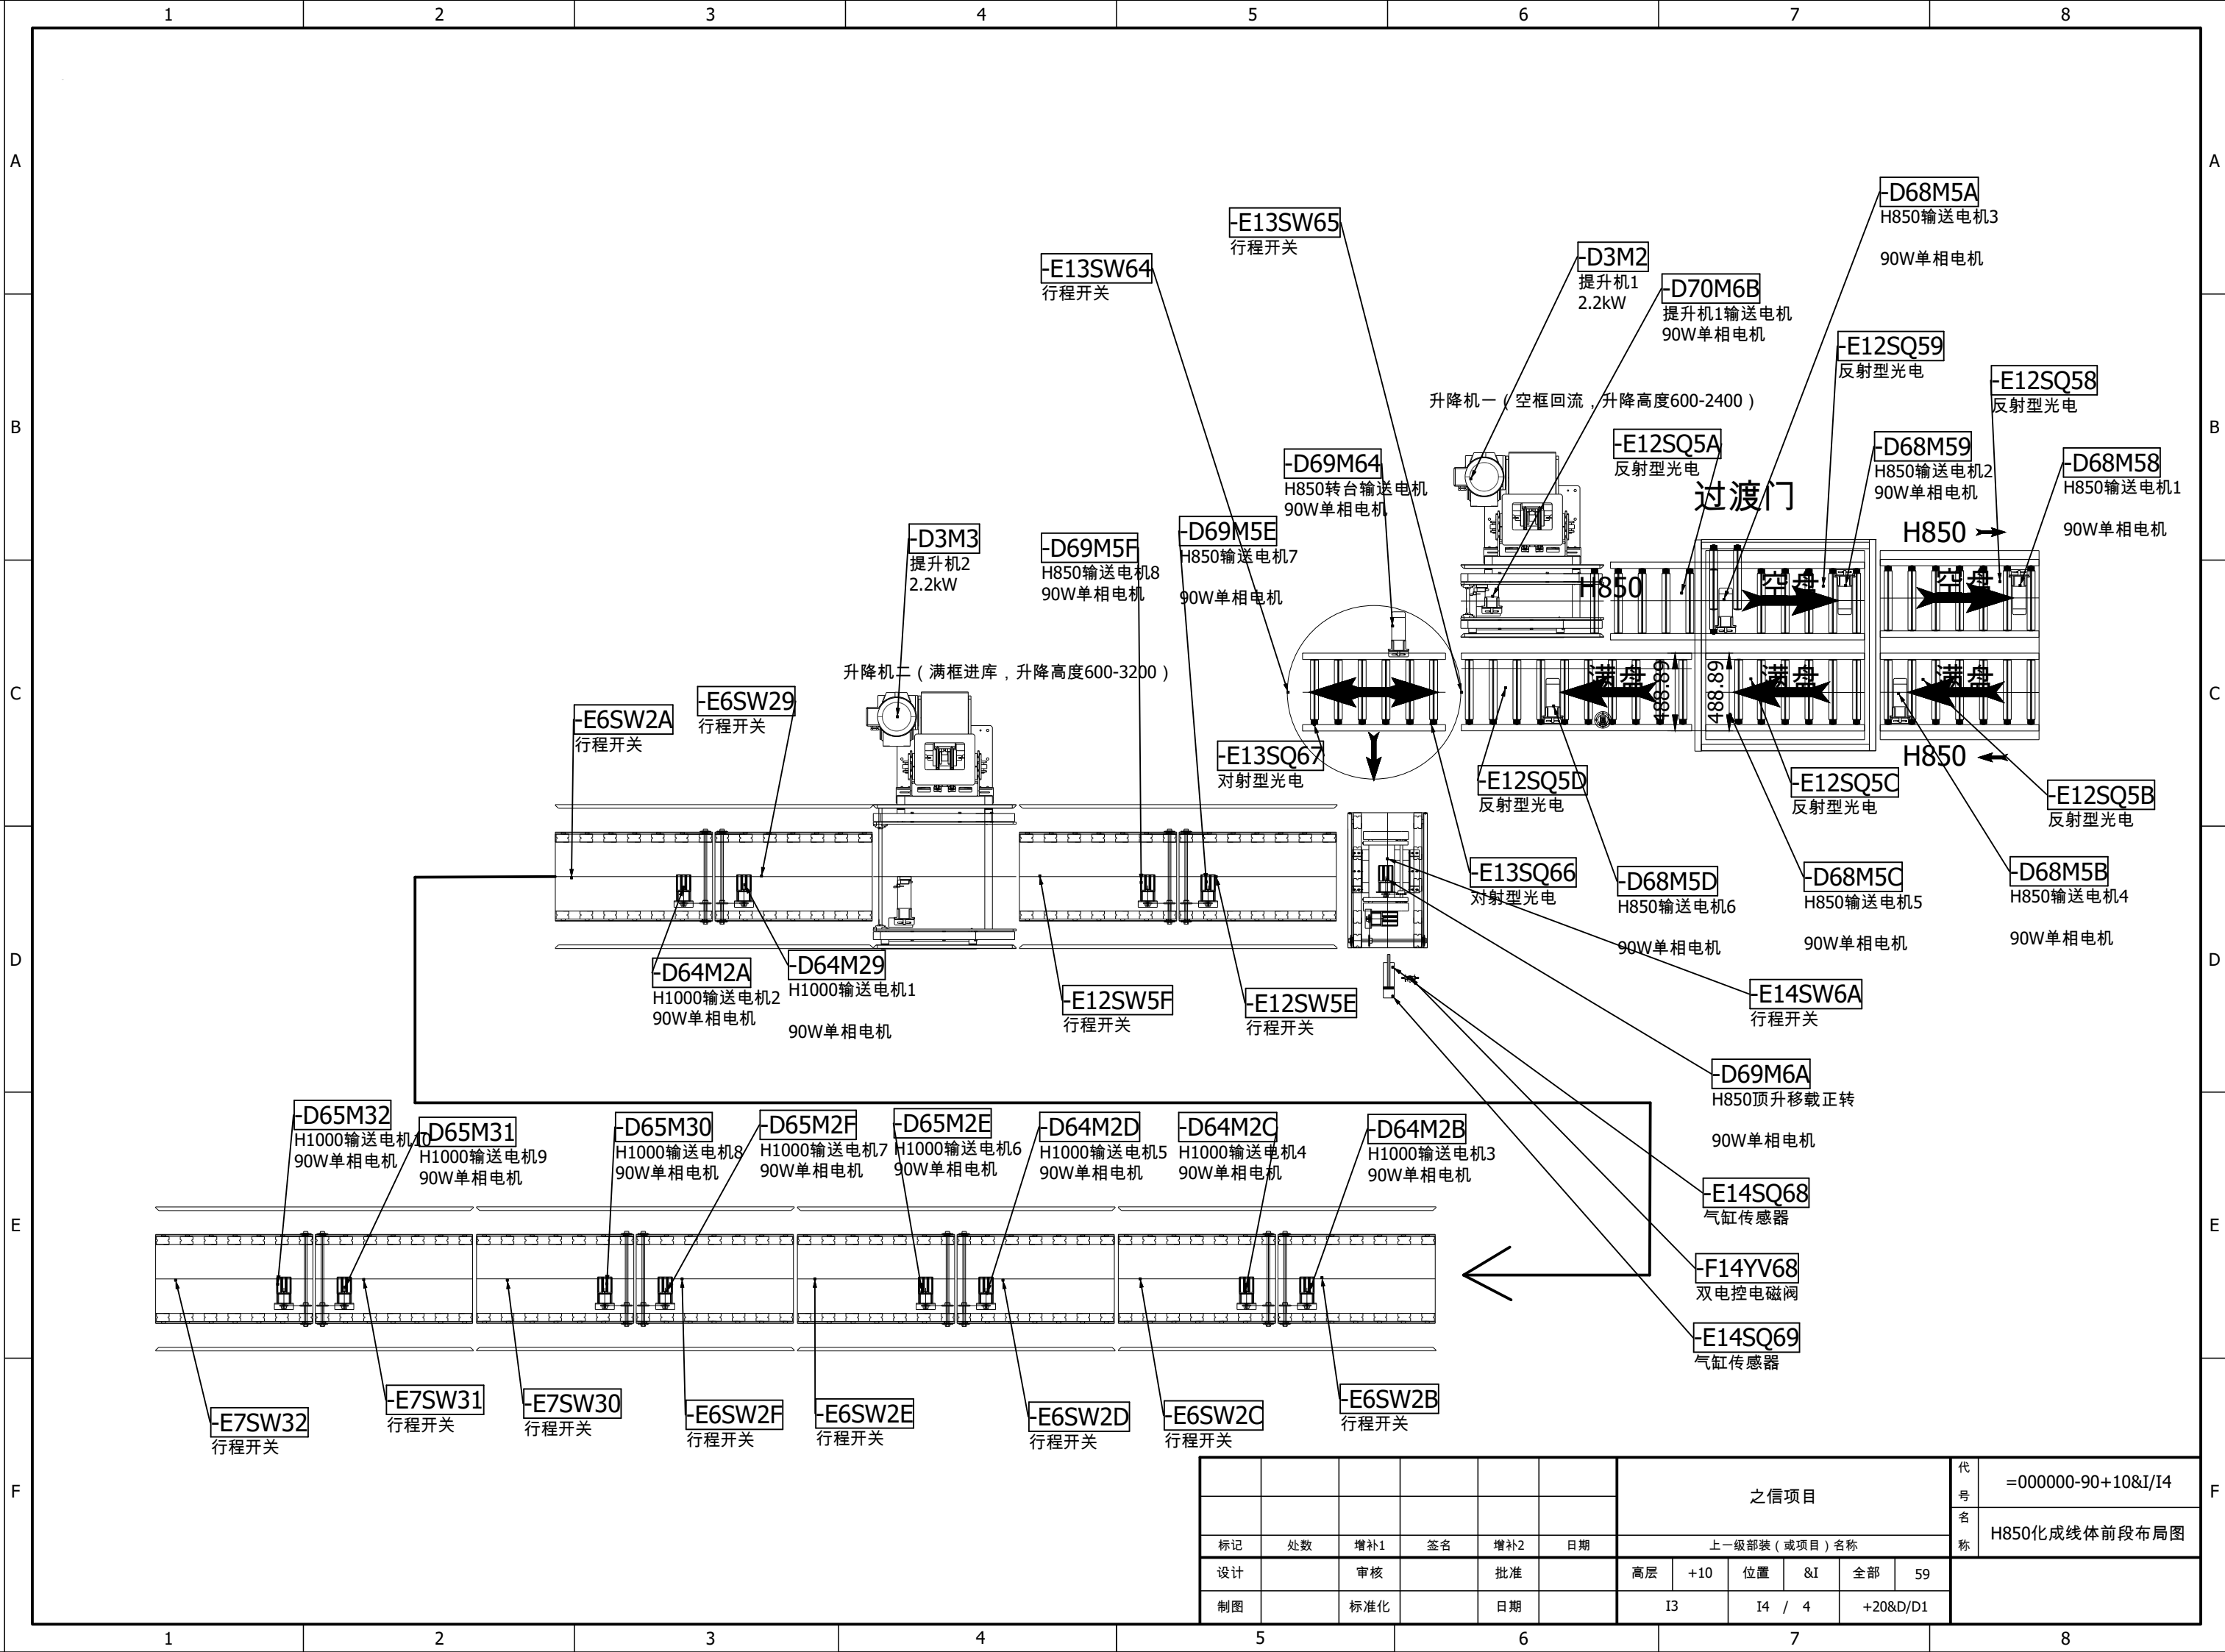 1 2 3 4 5 6 7 8
A A
-D68M5A
H850输送电机3
90W单相电机
-E13SW65
行程开关
-E13SW64
行程开关
-D3M2
提升机1
2.2kW
-D70M6B
提升机1输送电机
90W单相电机
B B
-E12SQ59
反射型光电
-E12SQ58
反射型光电
升降机一（空框回流，升降高度600-2400）
-E12SQ5A
反射型光电
-D68M59
H850输送电机2
90W单相电机
-D68M58
H850输送电机1
90W单相电机
-D69M64
H850转台输送电机
90W单相电机
过渡门
H850
-D3M3
提升机2
2.2kW
-D69M5F
H850输送电机8
90W单相电机
-D69M5E
H850输送电机7
90W单相电机
H850
空盘
空盘
升降机二（满框进库，升降高度600-3200）
C C
满盘
满盘
满盘
488.89
488.89
-E6SW2A
行程开关
-E6SW29
行程开关
-E13SQ67
对射型光电
H850
-E12SQ5D
反射型光电
-E12SQ5C
反射型光电
-E12SQ5B
反射型光电
-E13SQ66
对射型光电
-D68M5D
H850输送电机6
90W单相电机
-D68M5C
H850输送电机5
90W单相电机
-D68M5B
H850输送电机4
90W单相电机
D D
-D64M2A
H1000输送电机2
90W单相电机
-D64M29
H1000输送电机1
90W单相电机
-E12SW5F
行程开关
-E12SW5E
行程开关
-E14SW6A
行程开关
-D69M6A
H850顶升移载正转
90W单相电机
-D65M32
H1000输送电机10
90W单相电机
-D65M31
H1000输送电机9
90W单相电机
-D65M30
H1000输送电机8
90W单相电机
-D65M2F
H1000输送电机7
90W单相电机
-D65M2E
H1000输送电机6
90W单相电机
-D64M2D
H1000输送电机5
90W单相电机
-D64M2C
H1000输送电机4
90W单相电机
-D64M2B
H1000输送电机3
90W单相电机
-E14SQ68
气缸传感器
E E
-F14YV68
双电控电磁阀
-E14SQ69
气缸传感器
-E7SW32
行程开关
-E7SW31
行程开关
-E7SW30
行程开关
-E6SW2F
行程开关
-E6SW2E
行程开关
-E6SW2D
行程开关
-E6SW2C
行程开关
-E6SW2B
行程开关
F F
之信项目
代号
=000000-90+10&I/I4
名称
H850化成线体前段布局图
标记 处数 增补1 签名 增补2 日期 上一级部装（或项目）名称
设计 审核 批准 高层 +10 位置 &I 全部 59
制图 标准化 日期 I3 I4 / 4 +20&D/D1
1 2 3 4 5 6 7 8